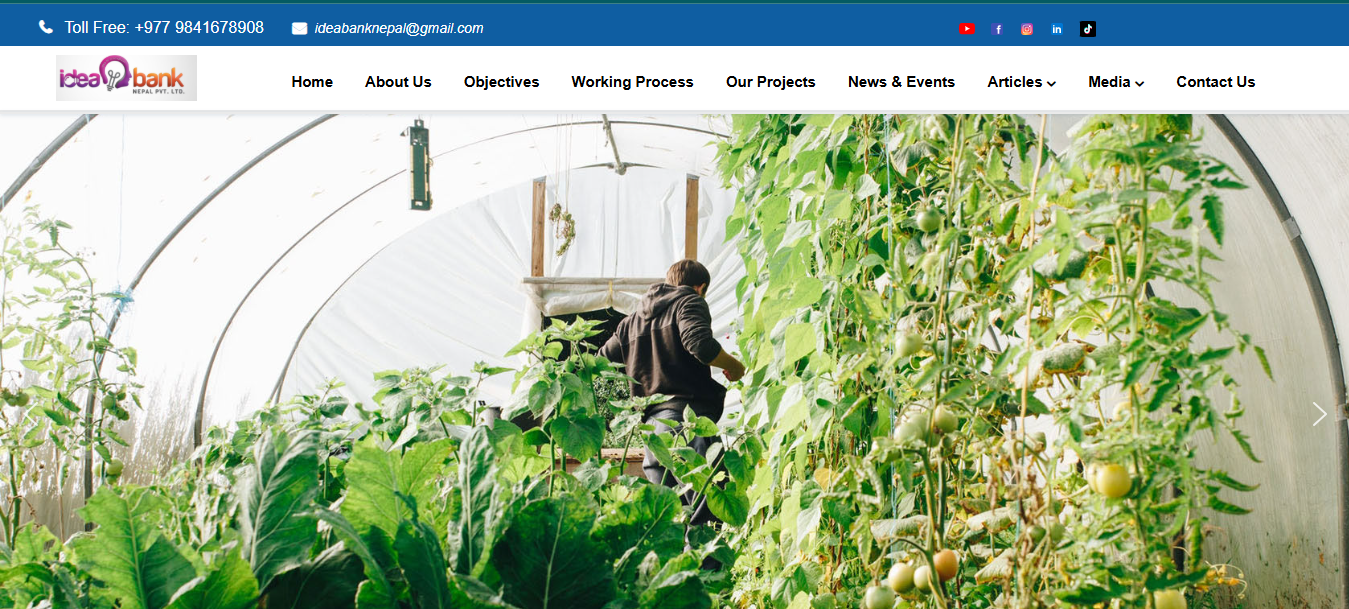 Toll Free: +977 9841678908 ideabanknepal@gmail.com
idea bank
NEPAL PVT. LTD.
Home About Us Objectives Working Process Our Projects News & Events Articles Media Contact Us